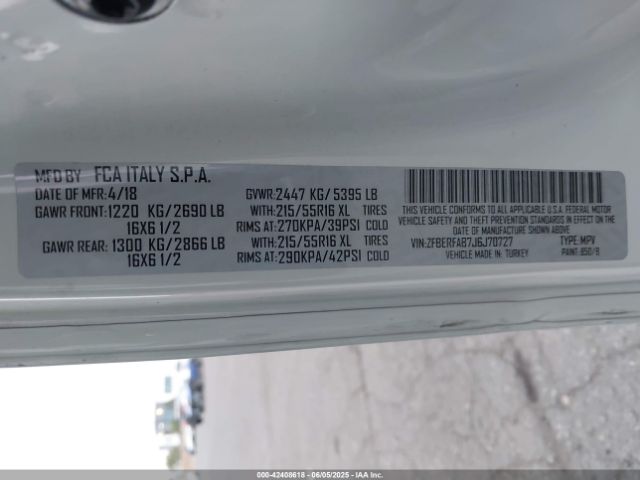 MFD BY FCA ITALY S.P.A.
DATE OF MFR:4/18 GVWR:2447 KG/5395 LB
GAWR FRONT:1220 KG/2690 LB WITH:215/55R16 XL TIRES
16X6 1/2 RIMS AT:270KPA/39PSI COLD
GAWR REAR: 1300 KG/2866 LB WITH:215/55R16 XL TIRES
16X6 1/2 RIMS AT:290KPA/42PSI COLD
THIS VEHICLE CONFORMS TO ALL APPLICABLE U.S.A. FEDERAL MOTOR
VEHICLE SAFETY AND THEFT PREVENTION STANDARDS IN EFFECT ON THE
DATE OF MANUFACTURE SHOWN ABOVE
VIN:ZFBERFAB7J6J70727 TYPE: MPV
VEHICLE MADE IN: TURKEY PAINT: 850/B
000-42408618 - 06/05/2025 - IAA Inc.